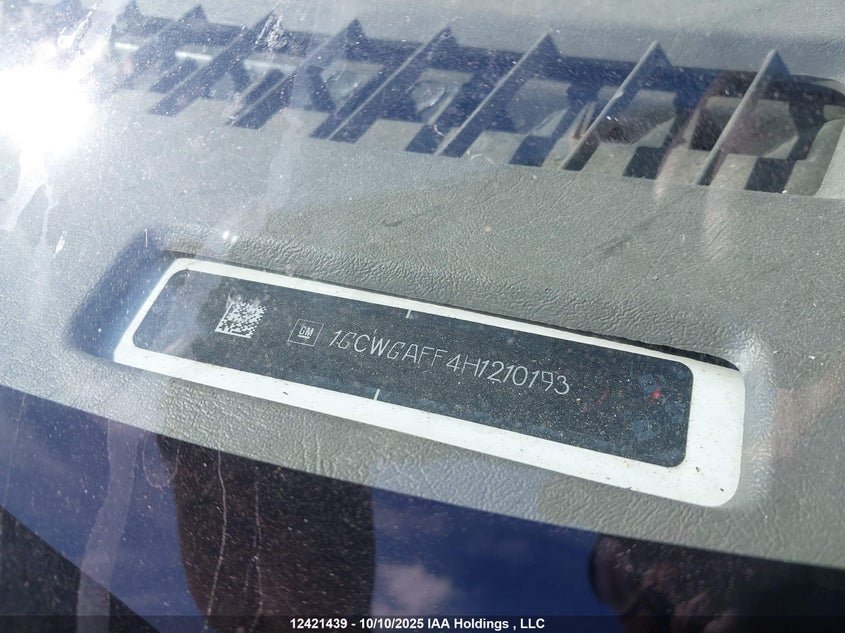 GM 1GCWGAFF4H1210193
12421439 - 10/10/2025 IAA Holdings , LLC